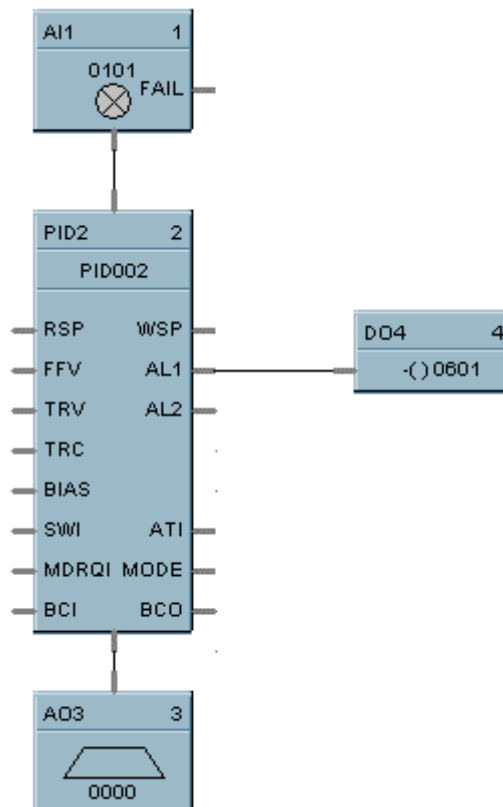 AI1 1
0101
FAIL
PID2 2
PID002
RSP WSP
FFV AL1
TRV AL2
TRC
BIAS
SWI ATI
MDRQI MODE
BCI BCO
DO4 4
-( )0601
AO3 3
0000